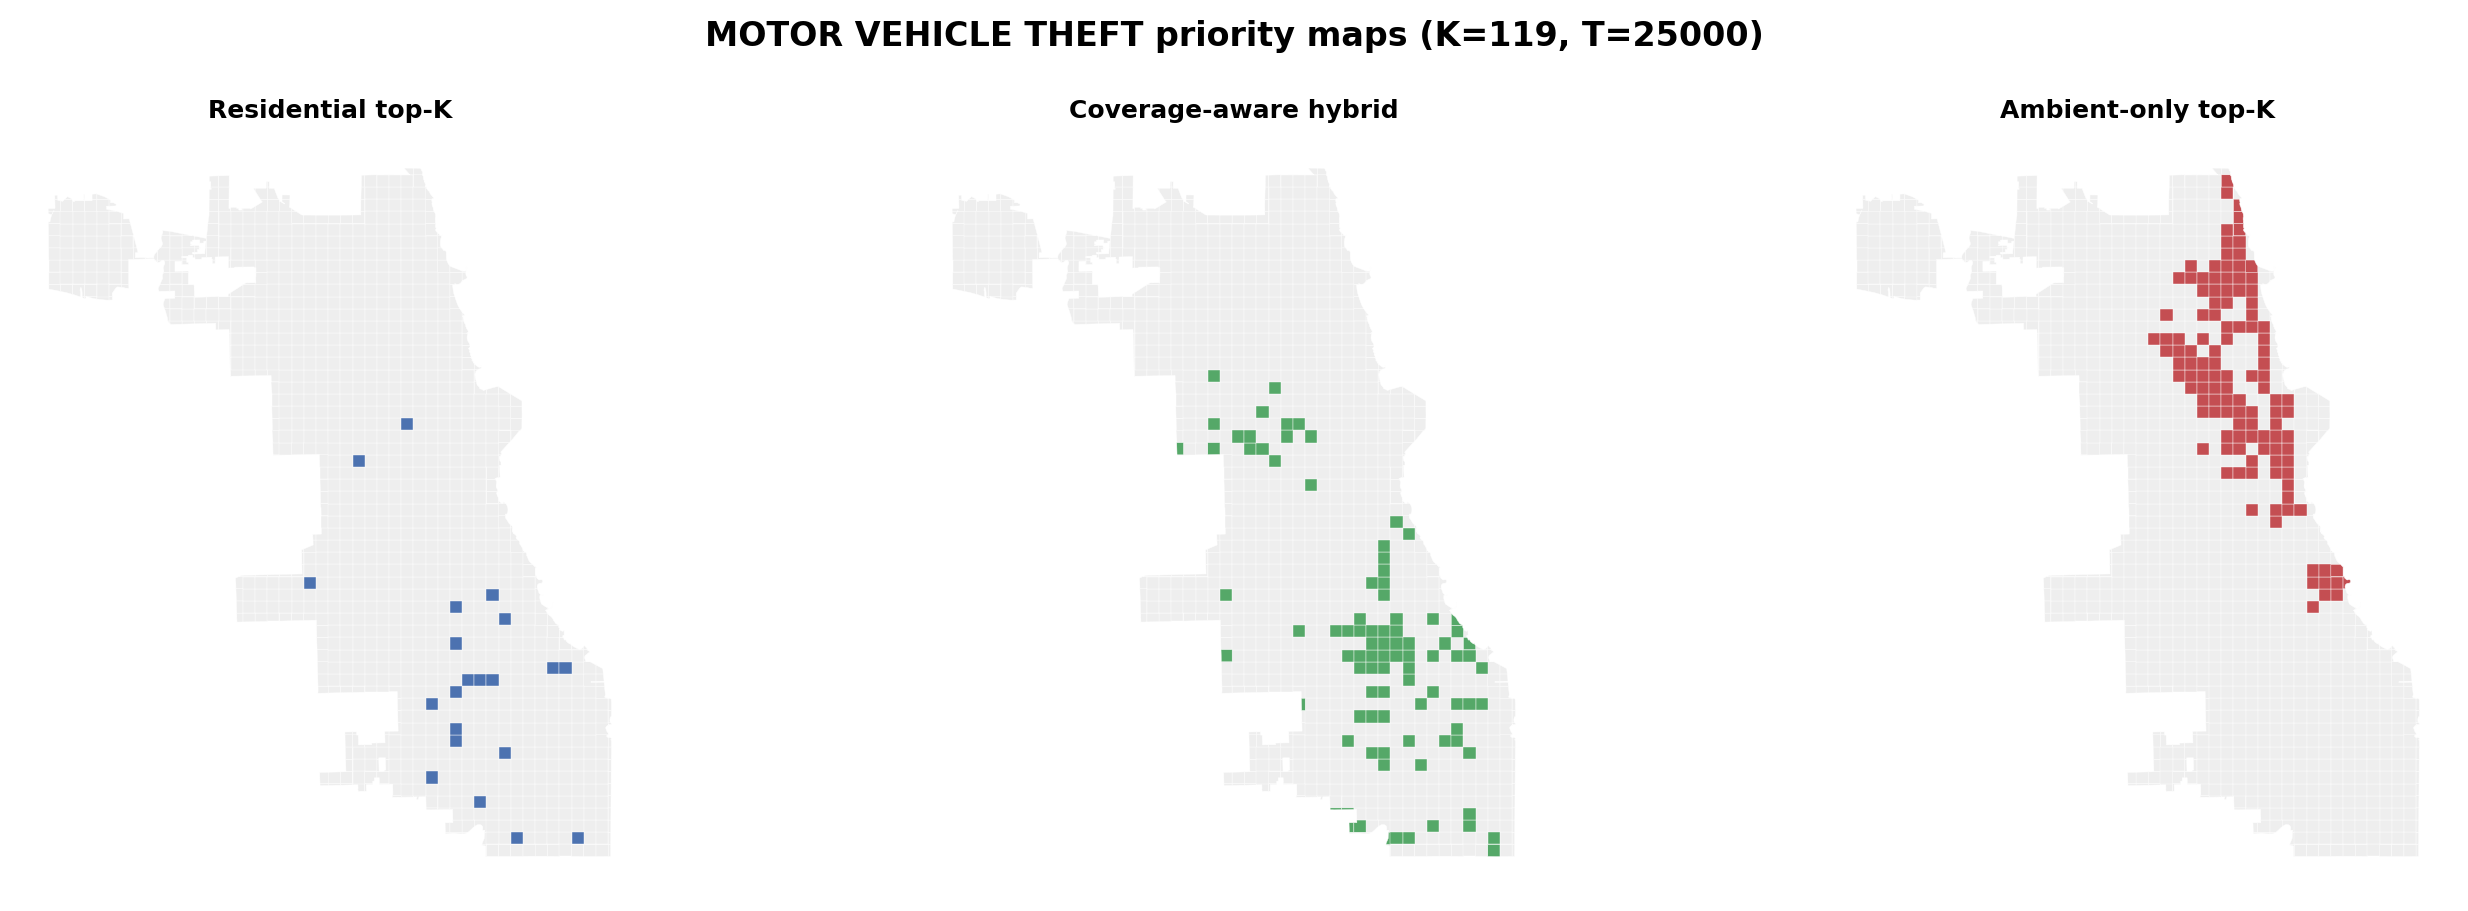 MOTOR VEHICLE THEFT priority maps (K=119, T=25000)
Residential top-K
Coverage-aware hybrid
Ambient-only top-K